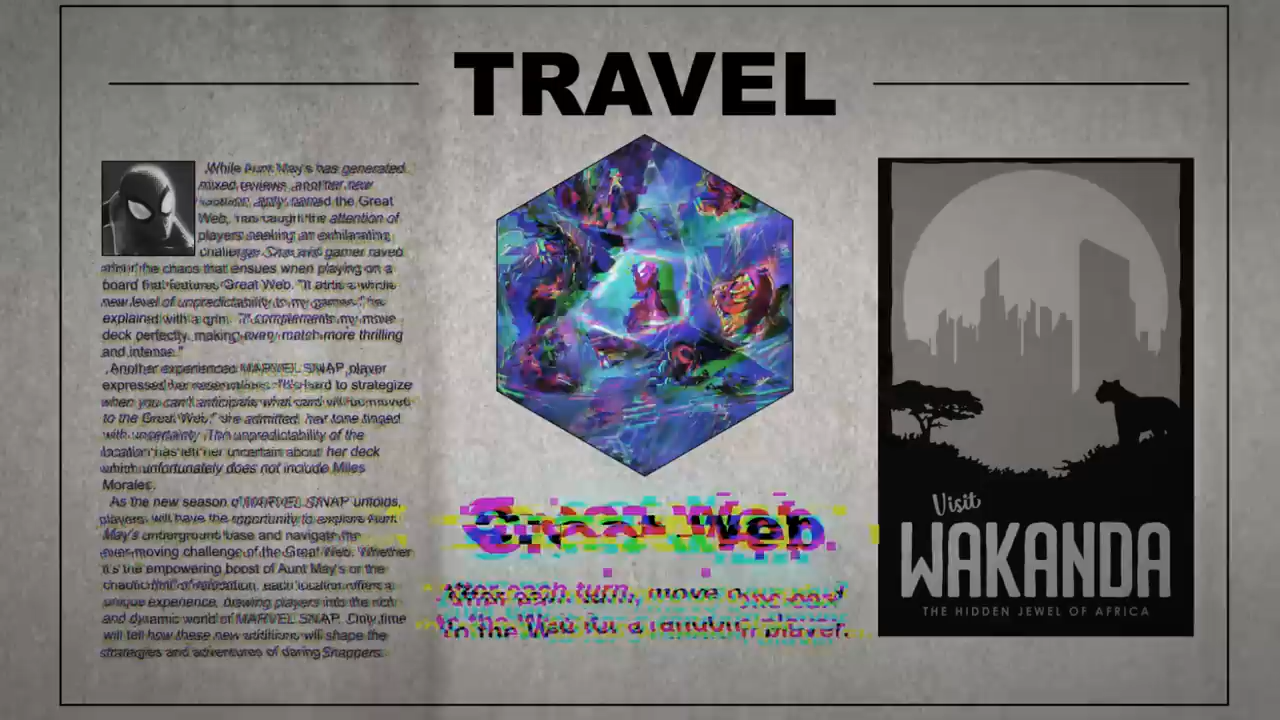 TRAVEL
While Aunt May's has generated
mixed reviews, another new
location, aptly named the Great
Web, has caught the attention of
players seeking an exhilarating
challenge. One avid gamer raved
about the chaos that ensues when playing on a
board that features Great Web. "It adds a whole
new level of unpredictability to my games," he
explained with a grin. "It complements my move
deck perfectly, making every match more thrilling
and intense."
Another experienced MARVEL SNAP player
expressed her reservations. "It's hard to strategize
when you can't anticipate what card will be moved
to the Great Web," she admitted, her tone tinged
with uncertainty. The unpredictability of the
location has left her uncertain about her deck
which unfortunately does not include Miles
Morales.
As the new season of MARVEL SNAP unfolds,
players will have the opportunity to explore Aunt
May's underground base and navigate the
ever-moving challenge of the Great Web. Whether
it's the empowering boost of Aunt May's or the
chaotic of relocation, each location offers a
unique experience, drawing players into the rich
and dynamic world of MARVEL SNAP. Only time
will tell how these new additions will shape the
strategies and adventures of daring Snappers.
Great Web
After each turn, move one card
to the Web for a random player.
Visit
WAKANDA
THE HIDDEN JEWEL OF AFRICA